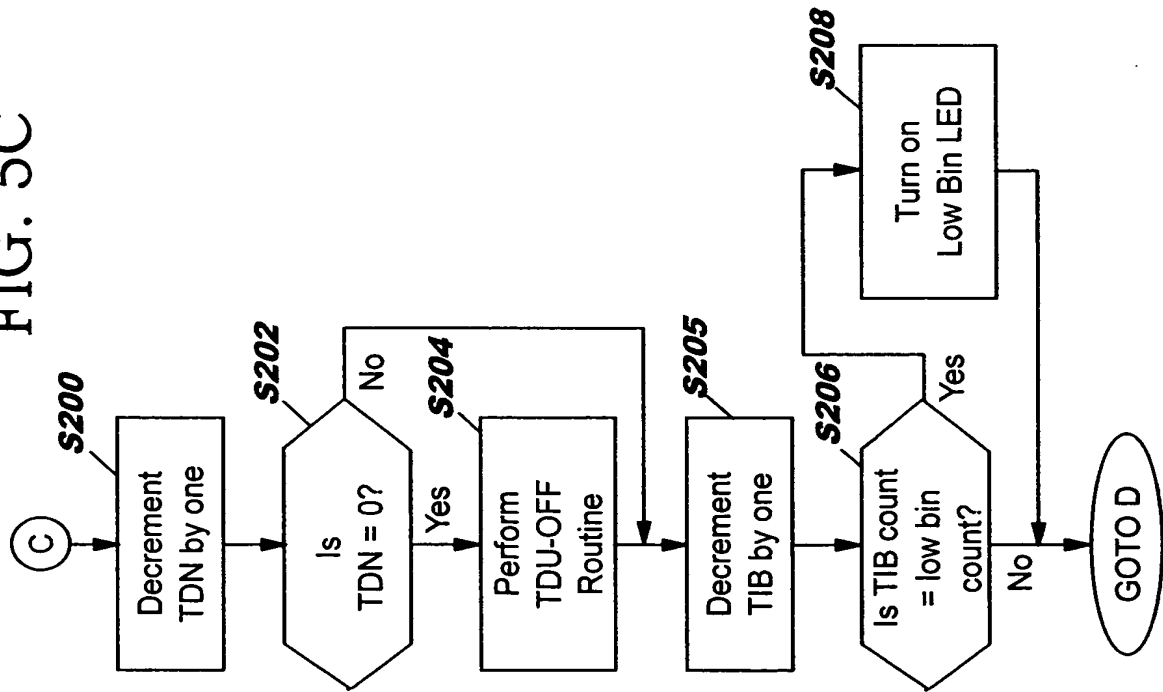 FIG. 5C
C
S200
Decrement
TDN by one
S202
Is
TDN = 0?
No
Yes
S204
Perform
TDU-OFF
Routine
S205
Decrement
TIB by one
S206
Is TIB count
= low bin
count?
Yes
No
S208
Turn on
Low Bin LED
GOTO D